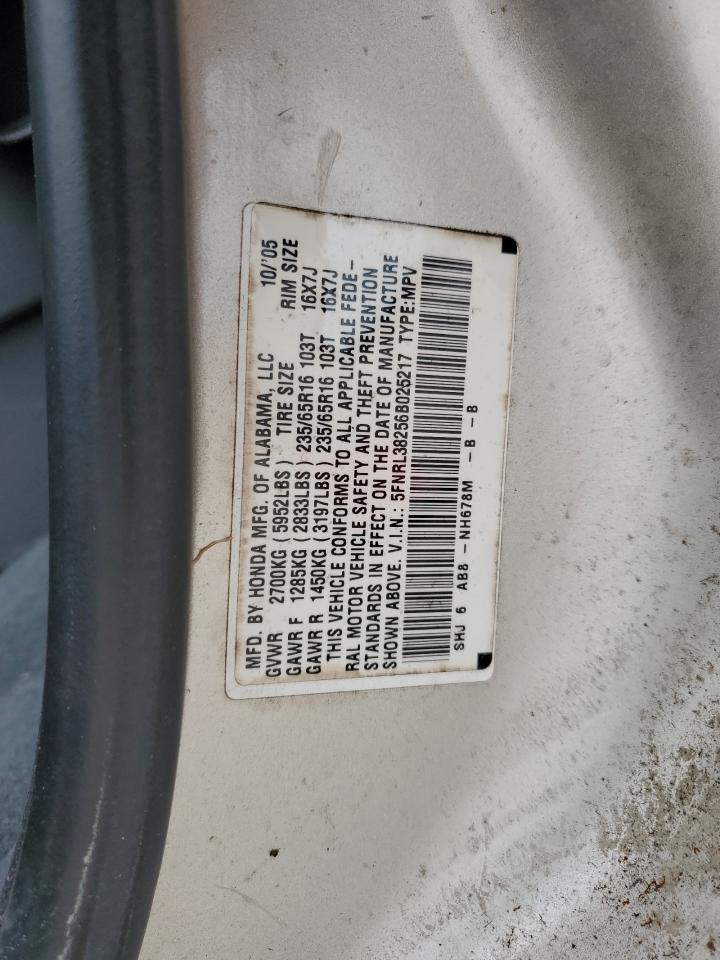 MFD. BY HONDA MFG. OF ALABAMA, LLC 10/'05
GVWR 2700KG ( 5952LBS ) TIRE SIZE RIM SIZE
GAWR F 1285KG ( 2833LBS ) 235/65R16 103T 16X7J
GAWR R 1450KG ( 3197LBS ) 235/65R16 103T 16X7J
THIS VEHICLE CONFORMS TO ALL APPLICABLE FEDE-
RAL MOTOR VEHICLE SAFETY AND THEFT PREVENTION
STANDARDS IN EFFECT ON THE DATE OF MANUFACTURE
SHOWN ABOVE. V.I.N.: 5FNRL38256B025217 TYPE:MPV
SHJ 6 AB8 - NH678M - B - B